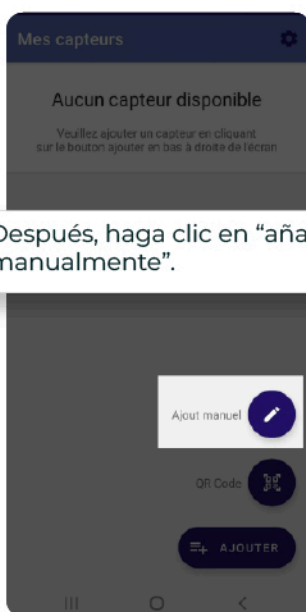 Mes capteurs
Aucun capteur disponible
Veuillez ajouter un capteur en cliquant
sur le bouton ajouter en bas à droite de l'écran
Después, haga clic en “aña
manualmente”.
Ajout manuel
QR Code
AJOUTER